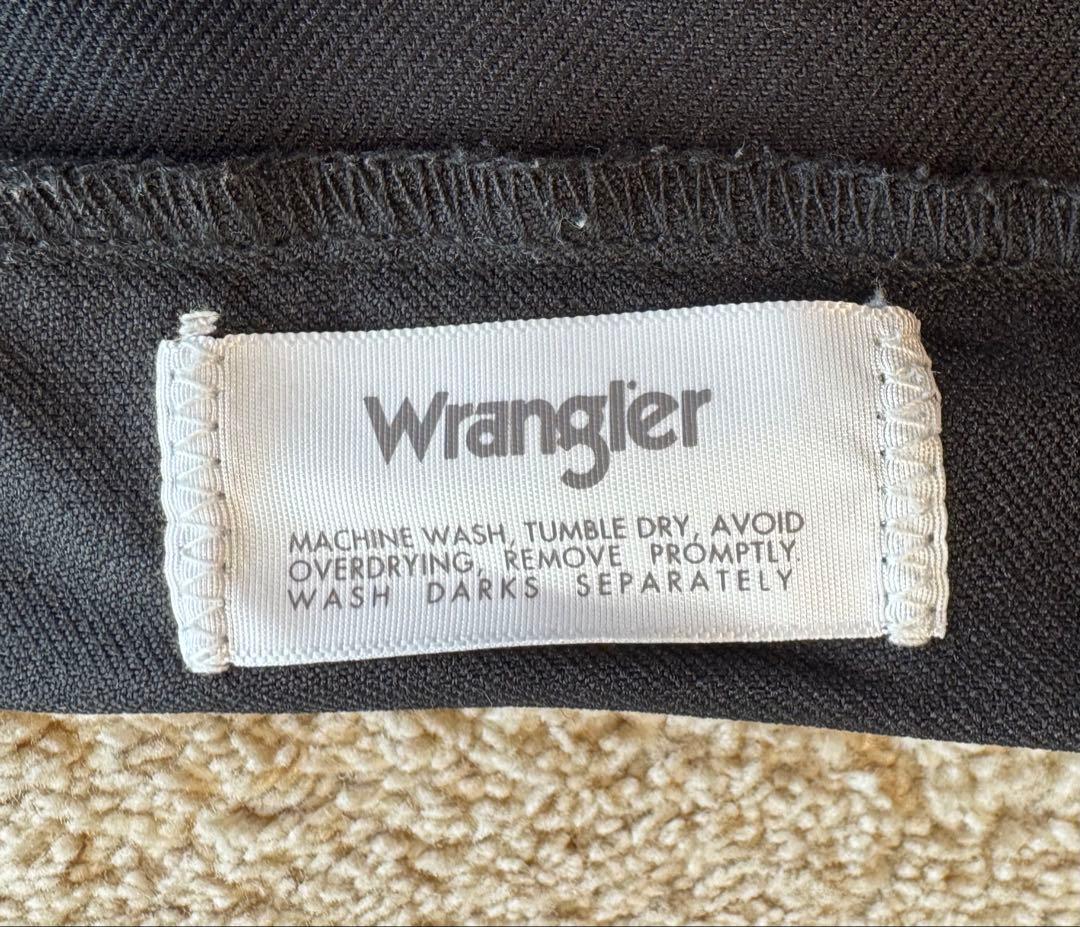 Wrangler
MACHINE WASH, TUMBLE DRY, AVOID
OVERDRYING, REMOVE PROMPTLY.
WASH DARKS SEPARATELY